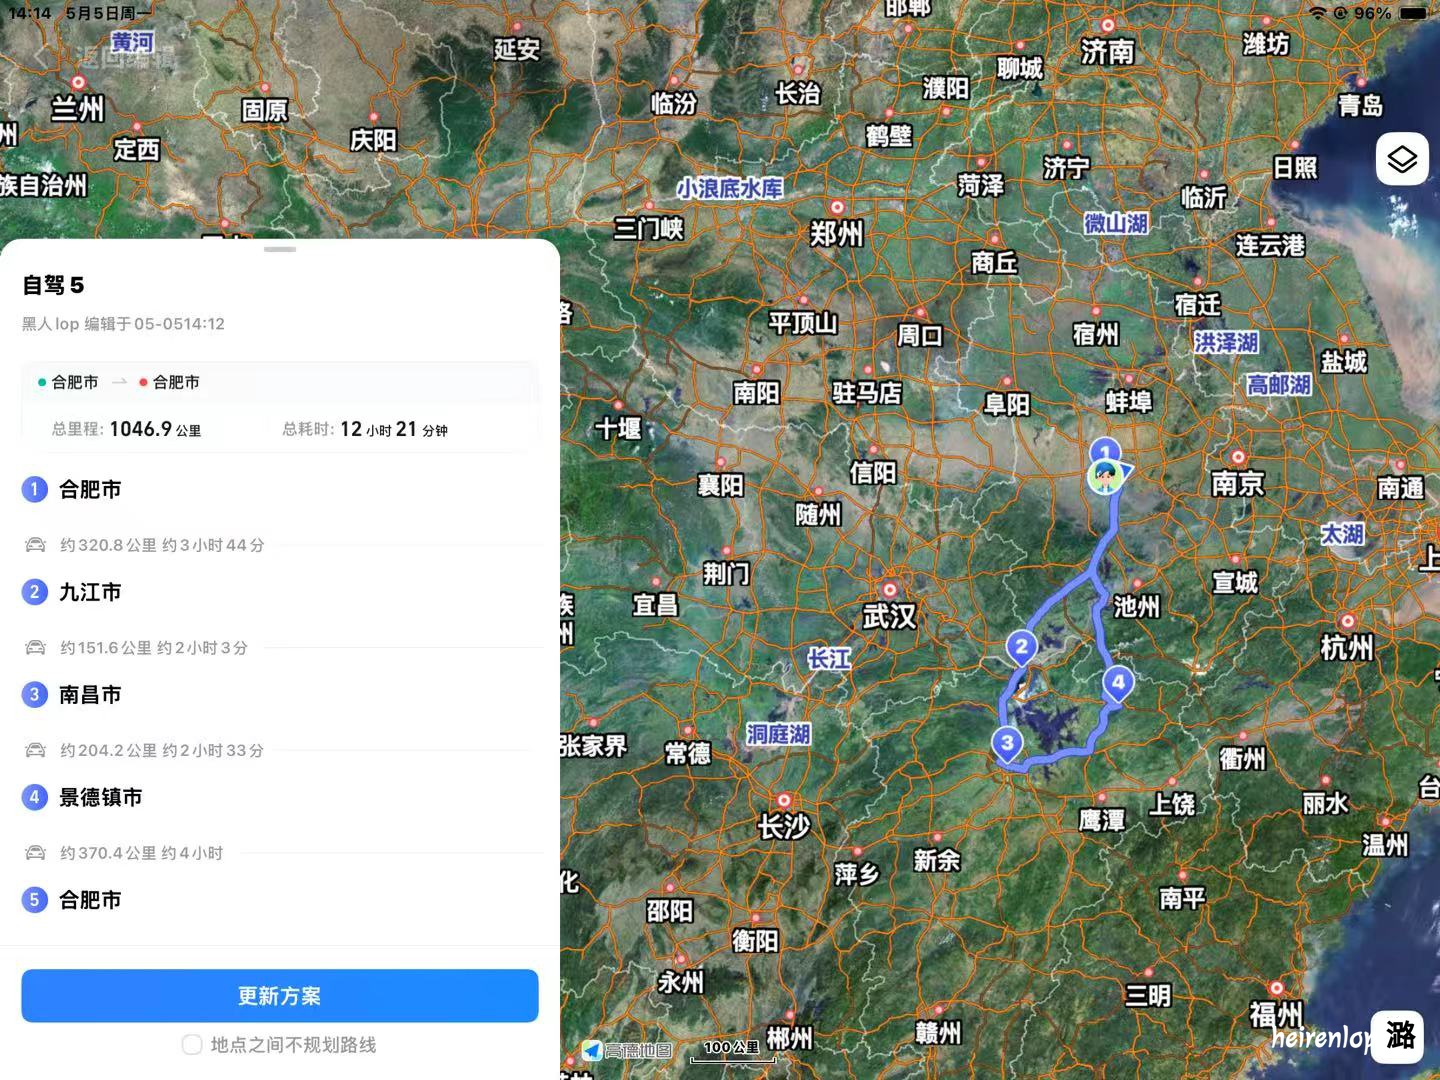 14:14 5月5日周一
96%
返回编辑
黄河
兰州
定西
固原
庆阳
延安
临汾
长治
邯郸
聊城
济南
潍坊
青岛
濮阳
鹤壁
菏泽
济宁
日照
临沂
州
族自治州
小浪底水库
三门峡
郑州
微山湖
连云港
商丘
宿迁
洛
平顶山
周口
宿州
洪泽湖
盐城
高邮湖
南阳
驻马店
阜阳
蚌埠
十堰
襄阳
信阳
随州
南京
南通
太湖
上
荆门
宜昌
武汉
池州
宣城
杭州
族
州
长江
张家界
常德
洞庭湖
衢州
丽水
台
温州
长沙
鹰潭
上饶
萍乡
新余
化
邵阳
衡阳
永州
南平
三明
福州
郴州
赣州
1
2
3
4
自驾5
黑人lop 编辑于05-0514:12
合肥市 → 合肥市
总里程: 1046.9公里 总耗时: 12小时21分钟
1 合肥市
约320.8公里 约3小时44分
2 九江市
约151.6公里 约2小时3分
3 南昌市
约204.2公里 约2小时33分
4 景德镇市
约370.4公里 约4小时
5 合肥市
更新方案
地点之间不规划路线
高德地图
100公里
heirenlop
潞